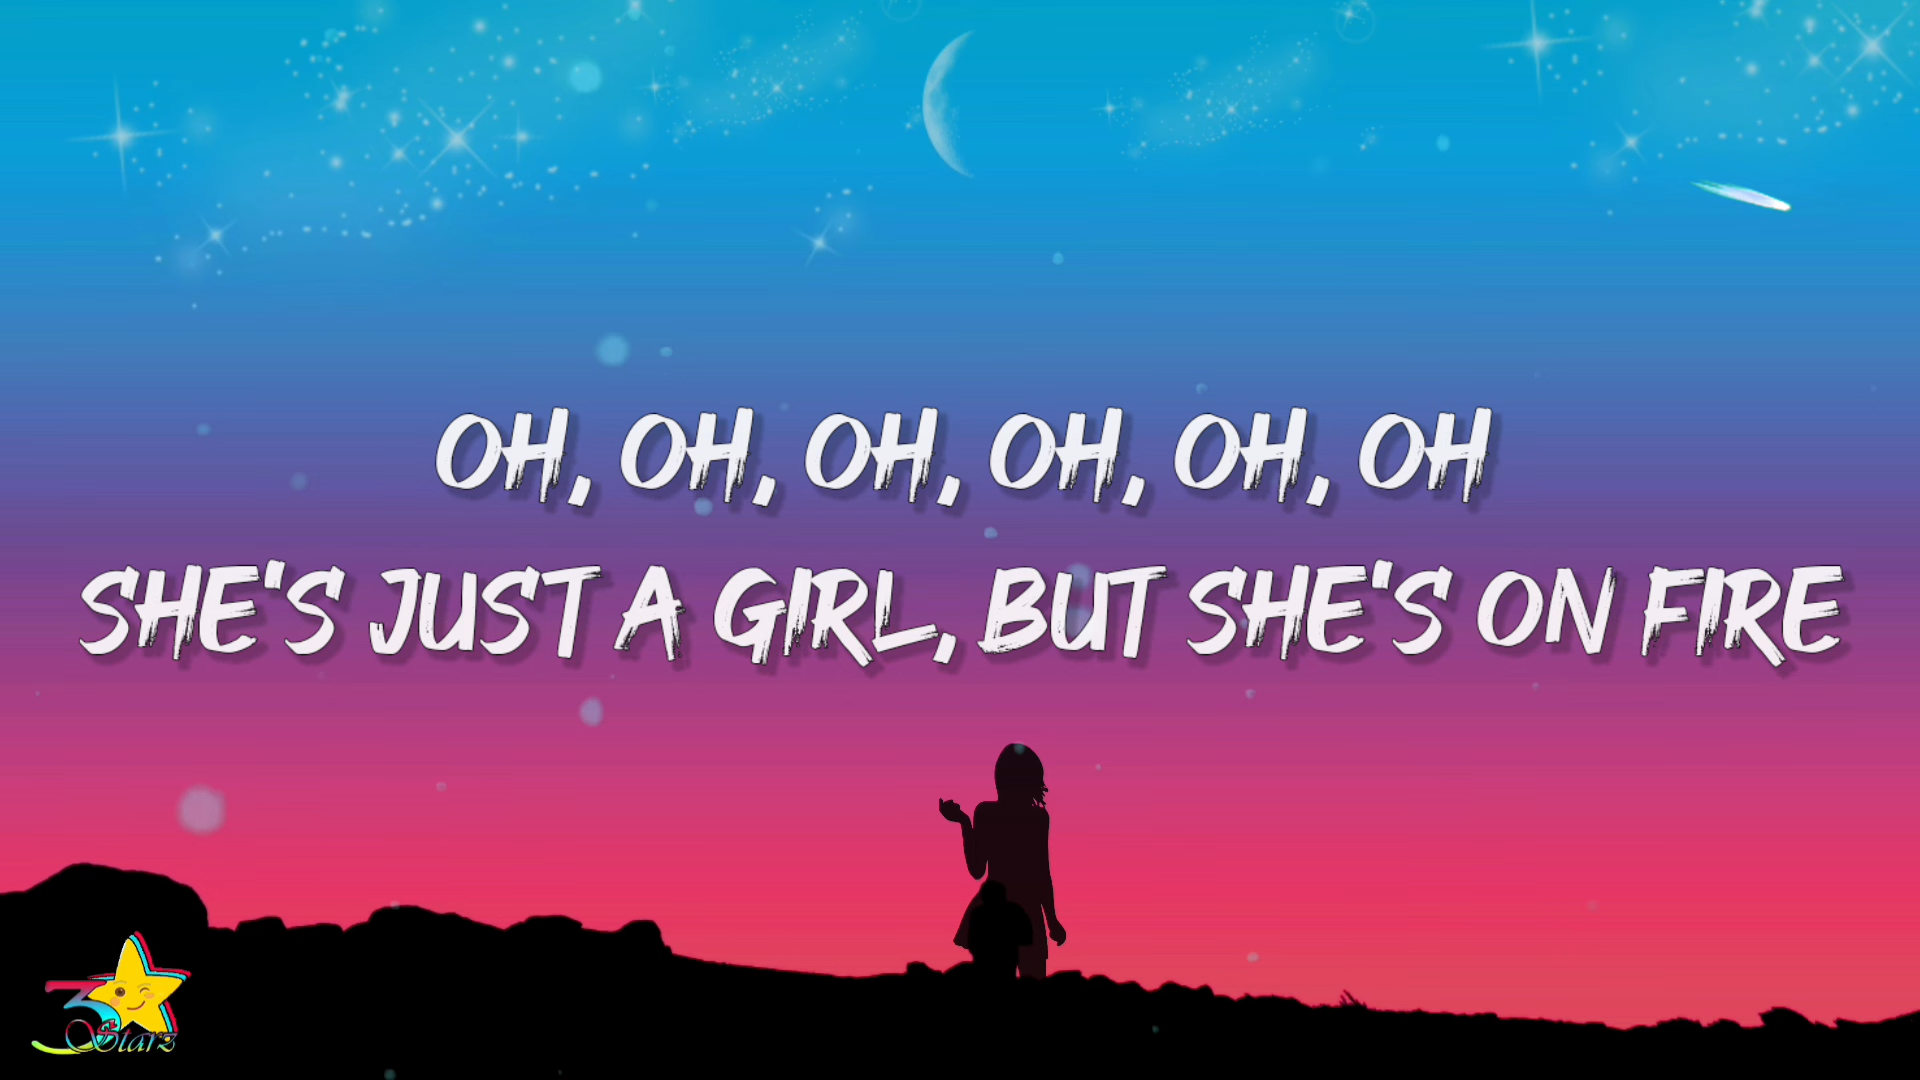 OH, OH, OH, OH, OH, OH
SHE'S JUST A GIRL, BUT SHE'S ON FIRE
3Starz